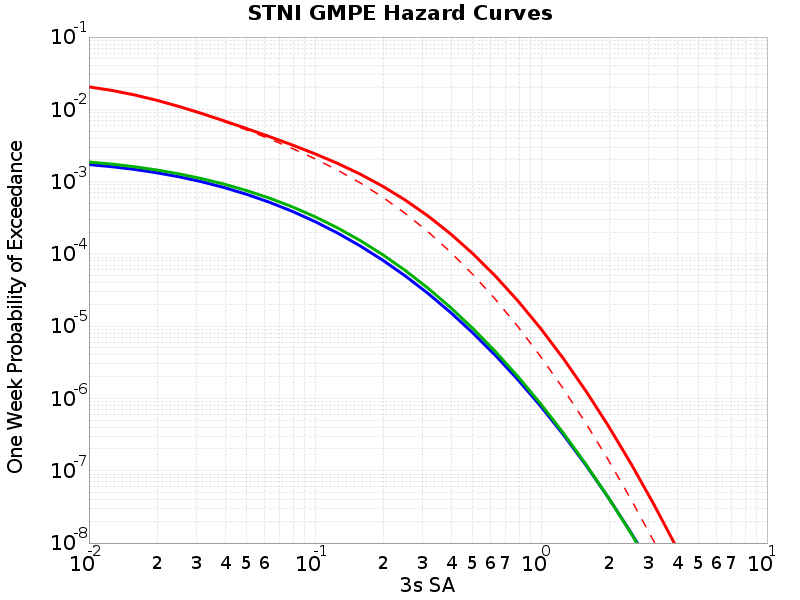 STNI GMPE Hazard Curves
One Week Probability of Exceedance
10^-1
10^-2
10^-3
10^-4
10^-5
10^-6
10^-7
10^-8
10^-2 2 3 4 5 6 10^-1 2 3 4 5 6 7 10^0 2 3 4 5 6 7 10^1
3s SA